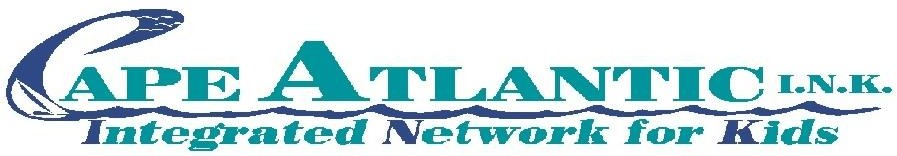 CAPE ATLANTIC I.N.K.
Integrated Network for Kids